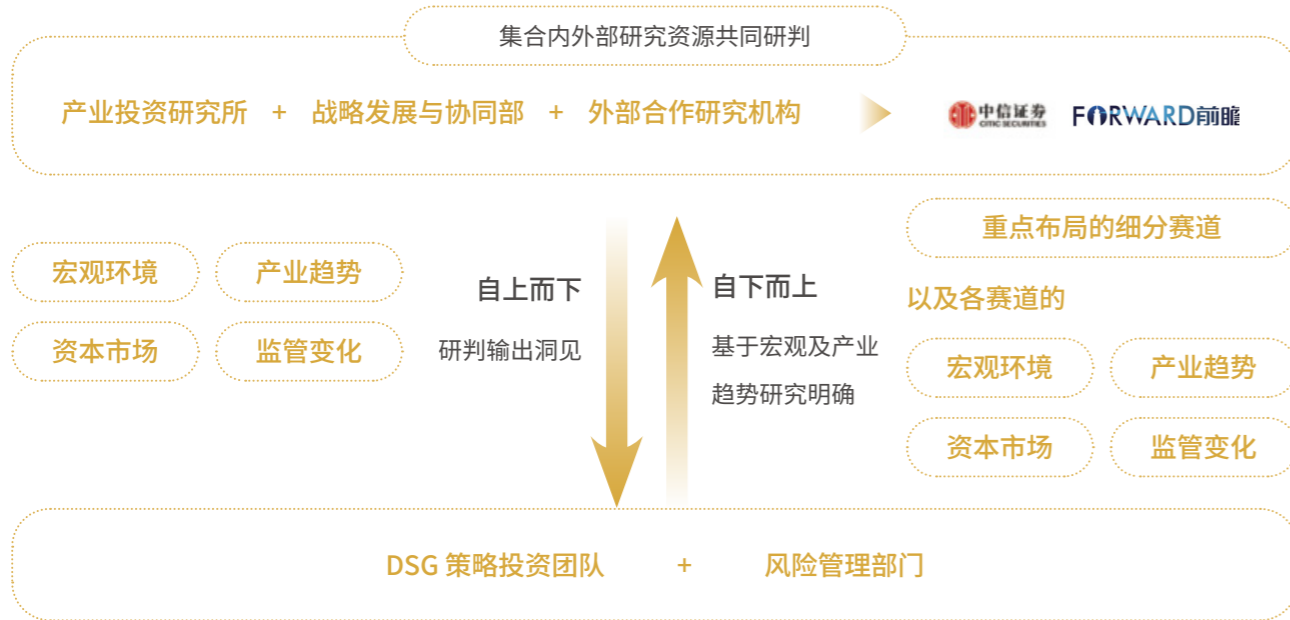 集合内外部研究资源共同研判
产业投资研究所 + 战略发展与协同部 + 外部合作研究机构
中信证券
CITIC SECURITIES
FORWARD前瞻
宏观环境 产业趋势
资本市场 监管变化
自上而下
研判输出洞见
自下而上
基于宏观及产业
趋势研究明确
重点布局的细分赛道
以及各赛道的
宏观环境 产业趋势
资本市场 监管变化
DSG 策略投资团队 + 风险管理部门